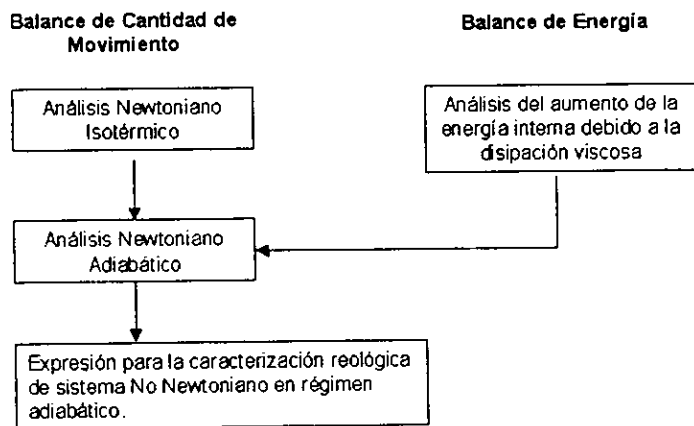 Balance de Cantidad de
Movimiento
Balance de Energía
Análisis Newtoniano
Isotérmico
Análisis del aumento de la
energía interna debido a la
disipación viscosa
Análisis Newtoniano
Adiabático
Expresión para la caracterización reológica
de sistema No Newtoniano en régimen
adiabático.